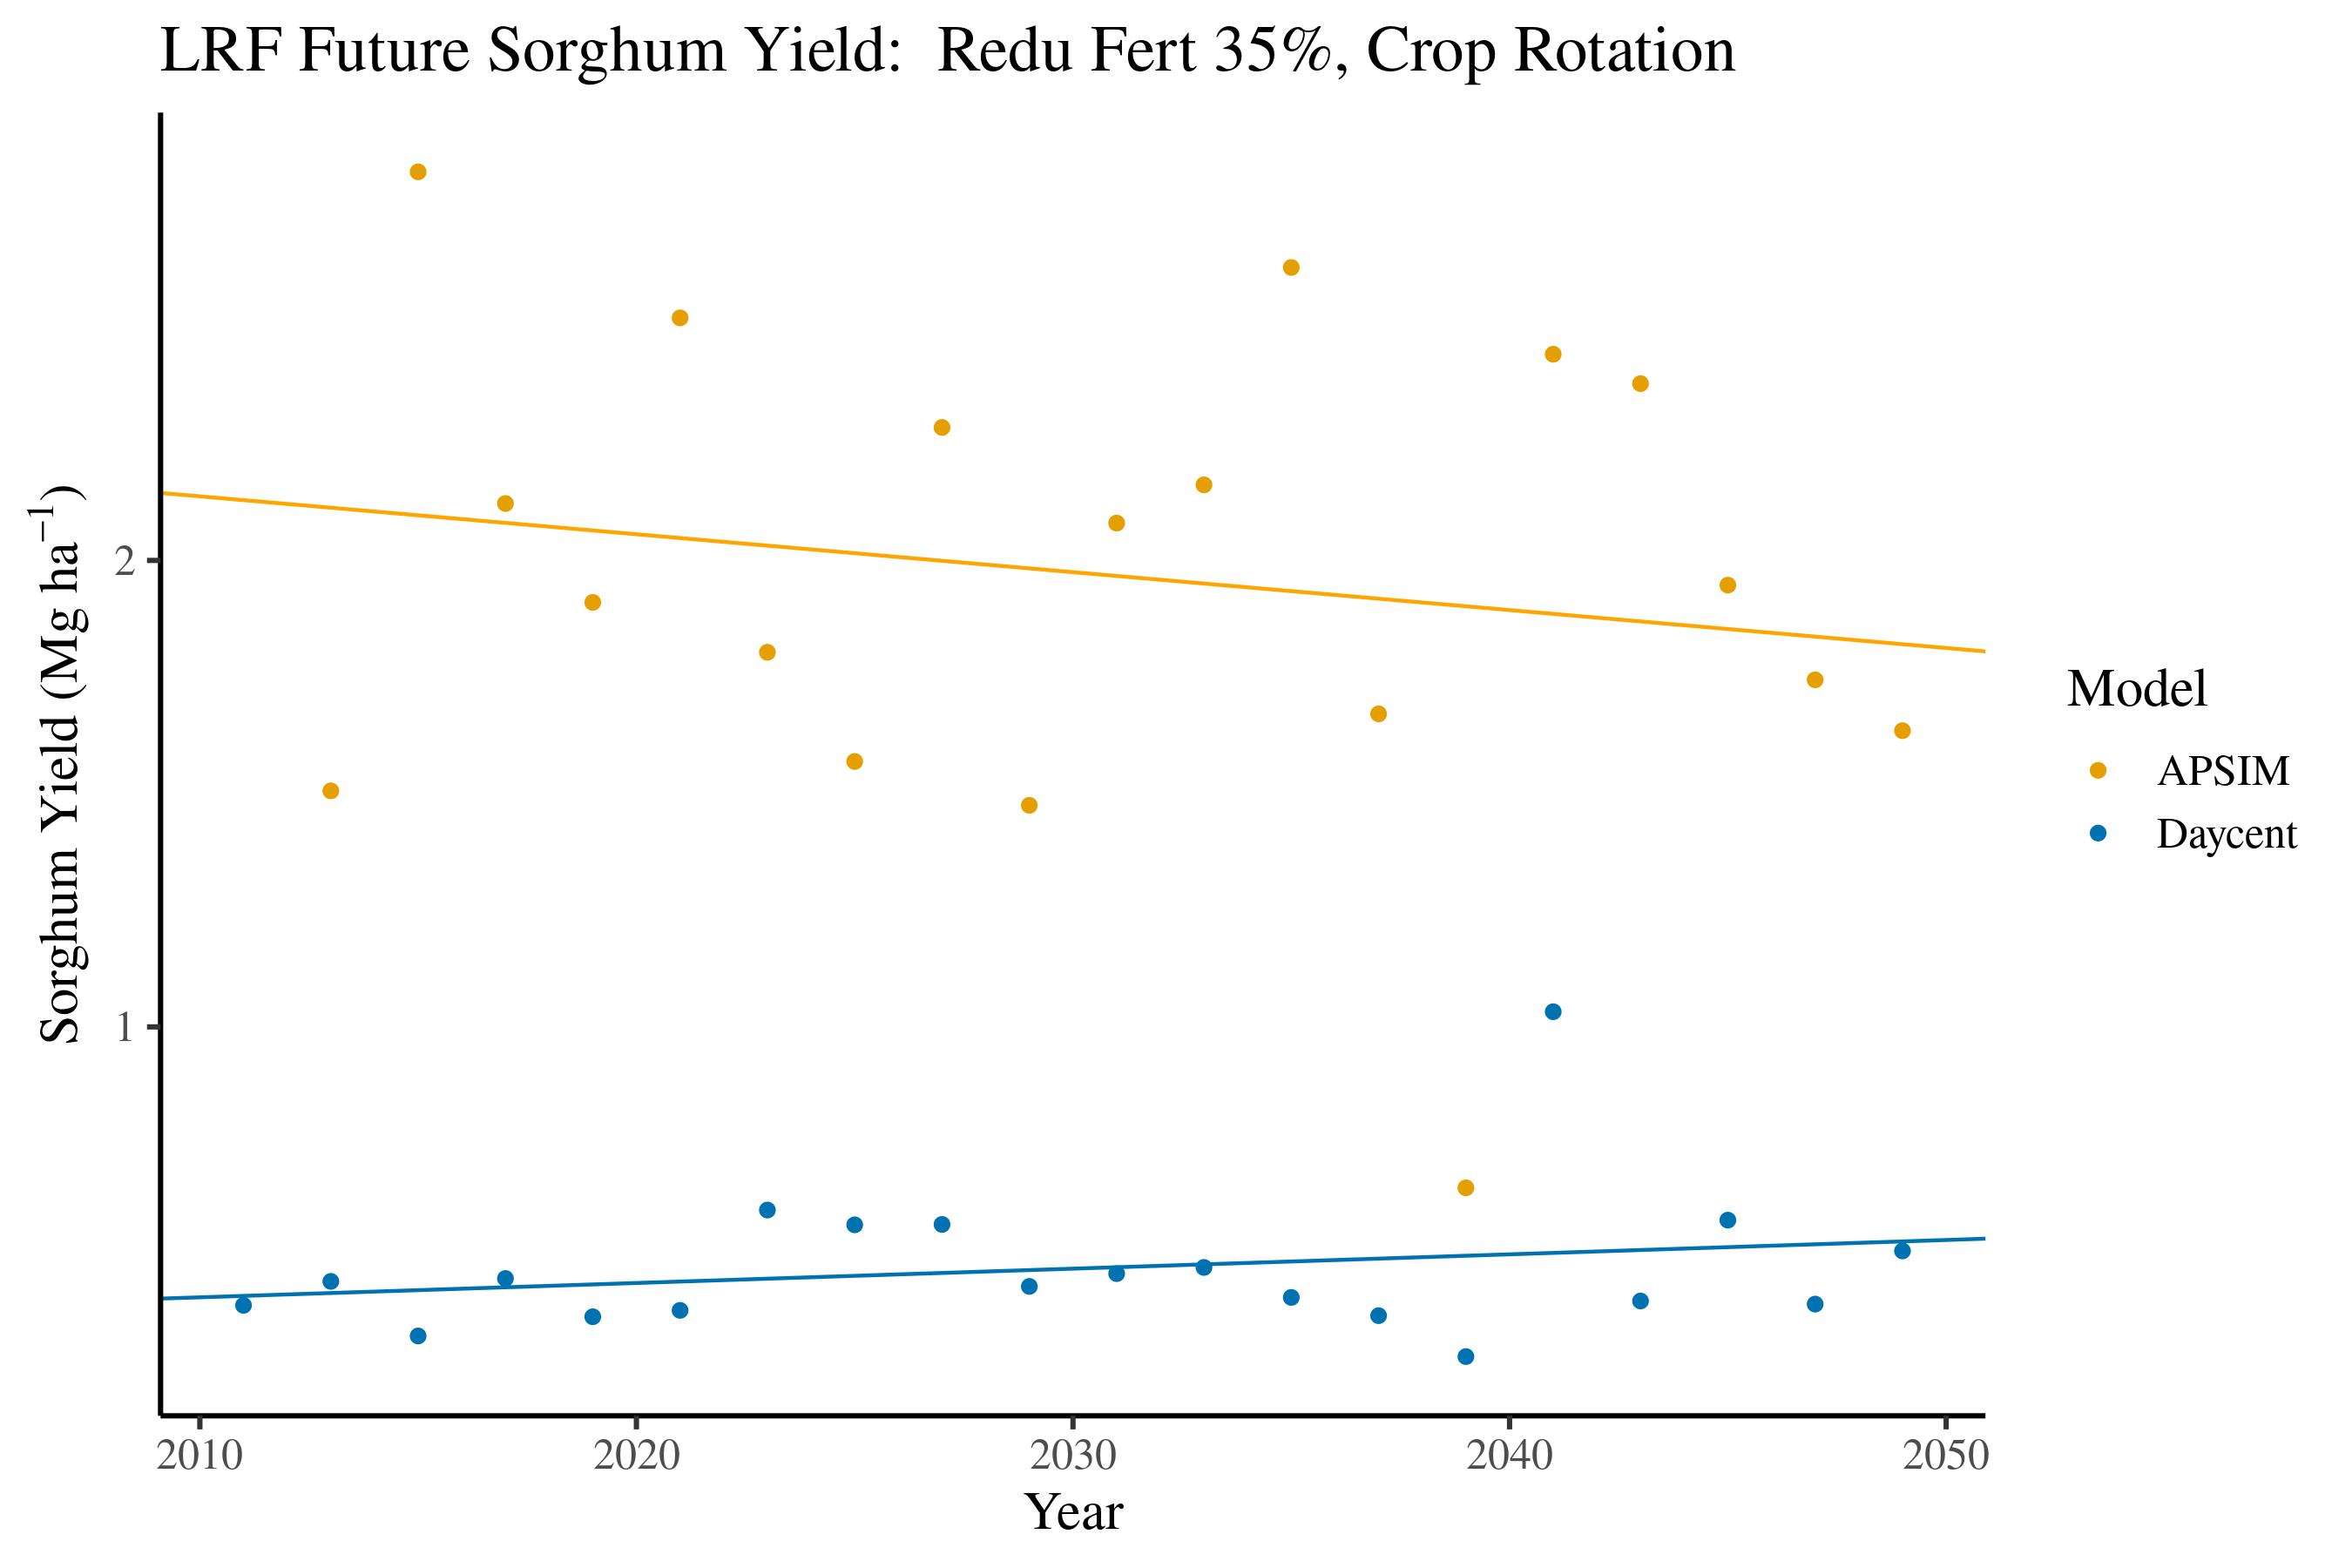 LRF Future Sorghum Yield:  Redu Fert 35%, Crop Rotation
Sorghum Yield (Mg ha⁻¹)
2
1
2010
2020
2030
2040
2050
Year
Model
APSIM
Daycent